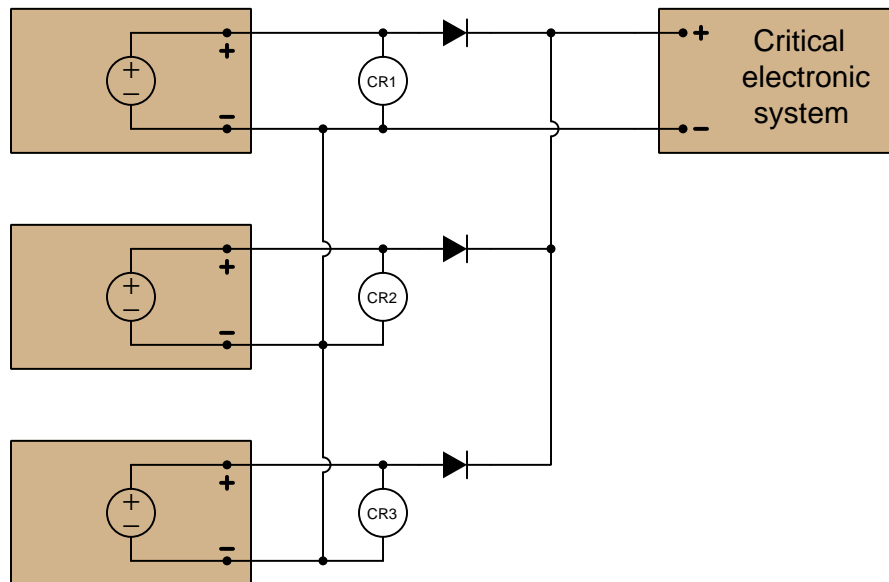 +
−
+
−
CR1
+
−
Critical
electronic
system
+
−
+
−
CR2
+
−
+
−
CR3